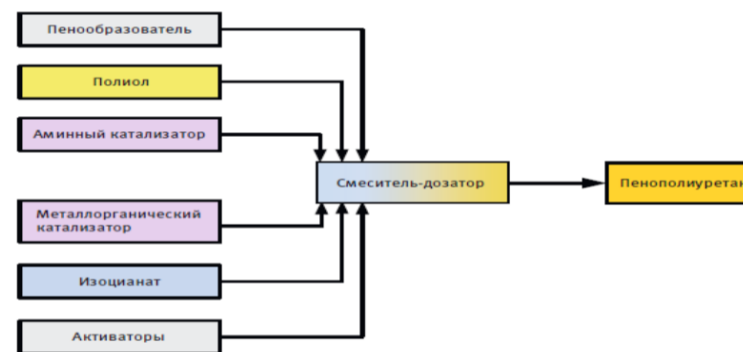 Пенообразователь
Полиол
Аминный катализатор
Смеситель-дозатор
Пенополиуретан
Металлорганический
катализатор
Изоцианат
Активаторы